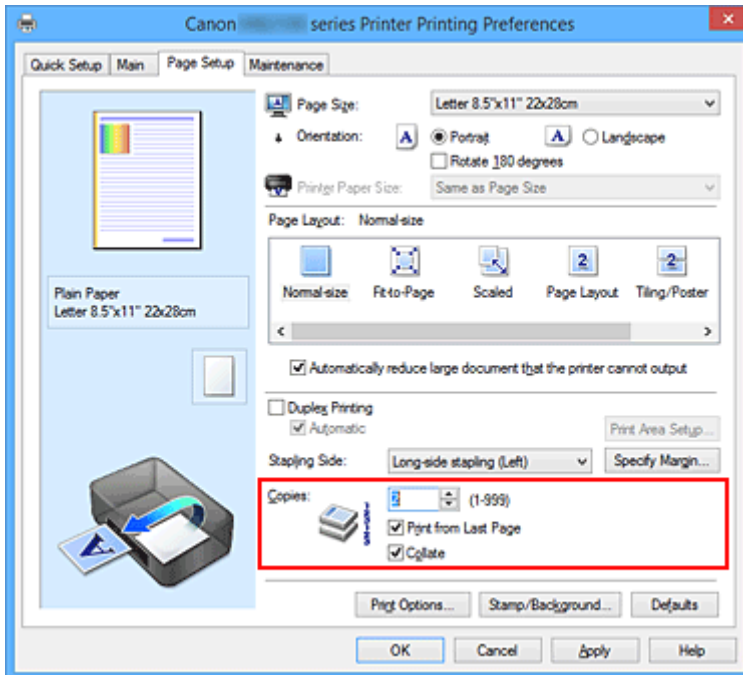 Canon series Printer Printing Preferences
Quick Setup Main Page Setup Maintenance
Page Size: Letter 8.5"x11" 22x28cm
Orientation: A Portrait A Landscape
Rotate 180 degrees
Printer Paper Size: Same as Page Size
Page Layout: Normal-size
2 2
Normal-size Fit-to-Page Scaled Page Layout Tiling/Poster
Plain Paper
Letter 8.5"x11" 22x28cm
Automatically reduce large document that the printer cannot output
Duplex Printing
Automatic Print Area Setup...
Stapling Side: Long-side stapling (Left) Specify Margin...
Copies: 2 (1-999)
Print from Last Page
Collate
A
Print Options... Stamp/Background... Defaults
OK Cancel Apply Help